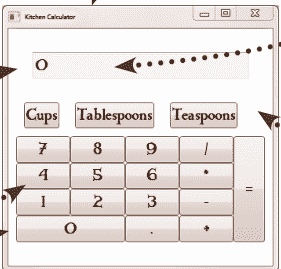 Kitchen Calculator
0
Cups Tablespoons Teaspoons
7 8 9 /
4 5 6 *
1 2 3 - =
0 . +